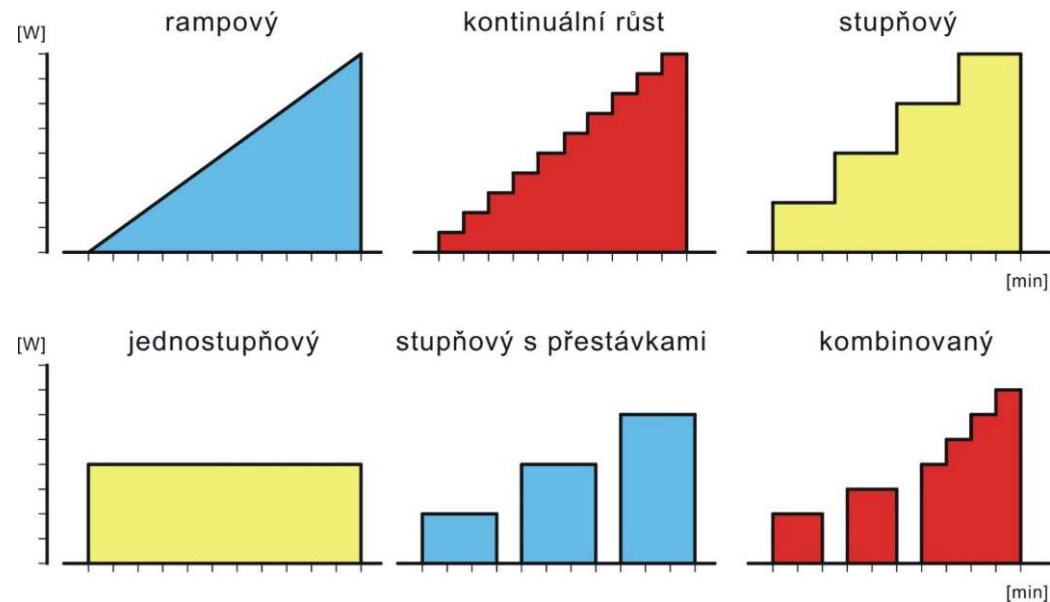 [W]
rampový
kontinuální růst
stupňový
[min]
[W]
jednostupňový
stupňový s přestávkami
kombinovaný
[min]